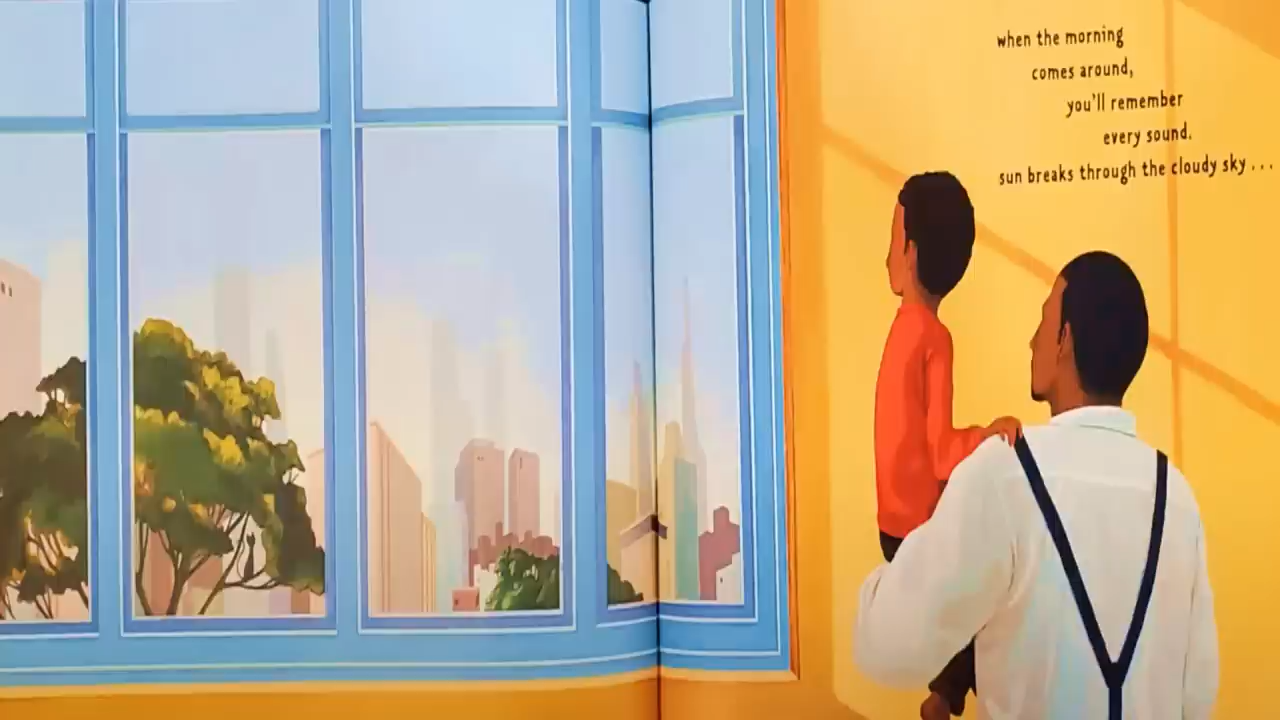 when the morning
comes around,
you'll remember
every sound.
sun breaks through the cloudy sky...